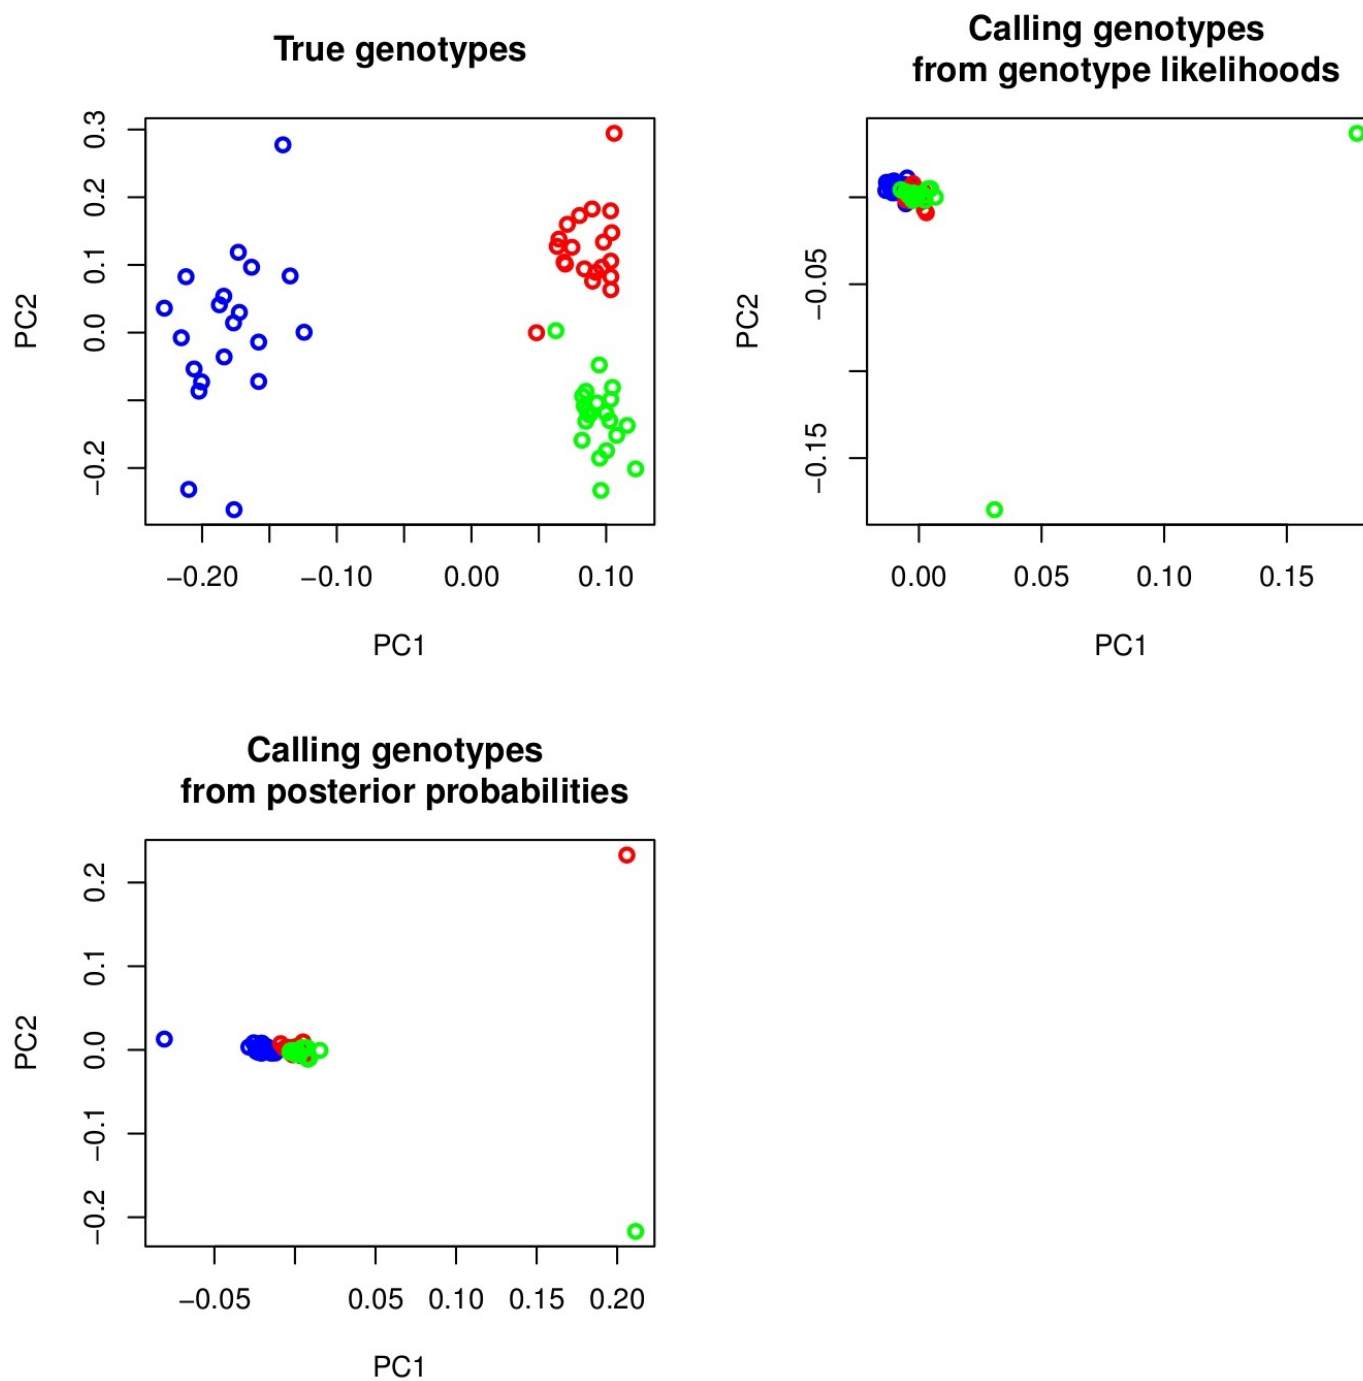 True genotypes
0.3
0.2
0.1
0.0
−0.2
PC2
−0.20
−0.10
0.00
0.10
PC1
Calling genotypes
from genotype likelihoods
−0.05
−0.15
PC2
0.00
0.05
0.10
0.15
PC1
Calling genotypes
from posterior probabilities
0.2
0.1
0.0
−0.1
−0.2
PC2
−0.05
0.05
0.10
0.15
0.20
PC1